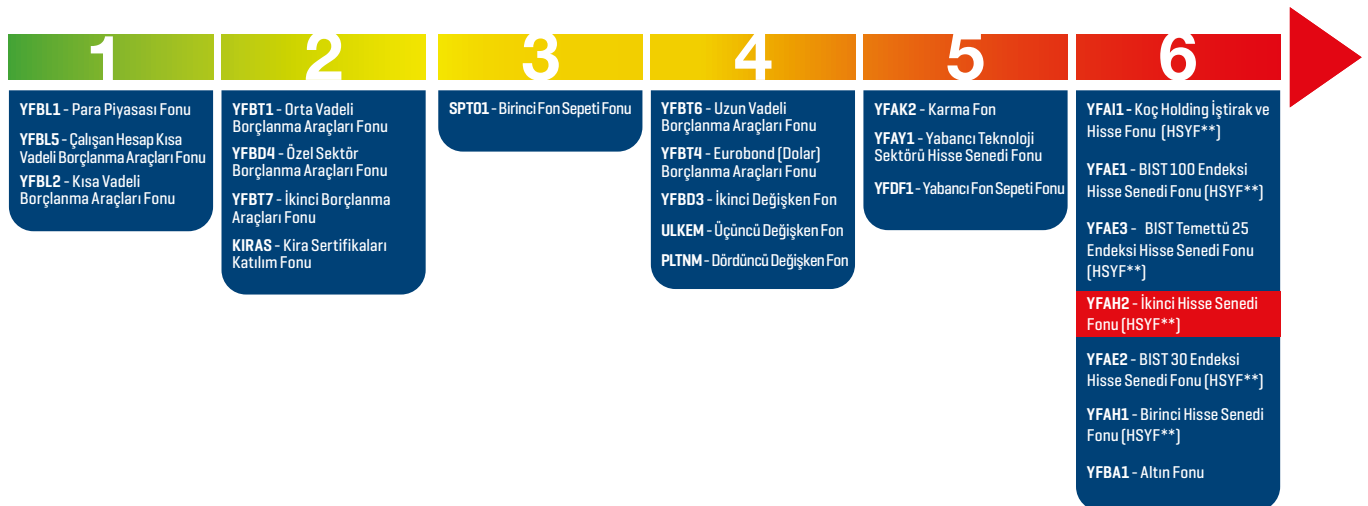 1
YFBL1 - Para Piyasası Fonu
YFBL5 - Çalışan Hesap Kısa
Vadeli Borçlanma Araçları Fonu
YFBL2 - Kısa Vadeli
Borçlanma Araçları Fonu
2
YFBT1 - Orta Vadeli
Borçlanma Araçları Fonu
YFBD4 - Özel Sektör
Borçlanma Araçları Fonu
YFBT7 - İkinci Borçlanma
Araçları Fonu
KIRAS - Kira Sertifikaları
Katılım Fonu
3
SPT01 - Birinci Fon Sepeti Fonu
4
YFBT6 - Uzun Vadeli
Borçlanma Araçları Fonu
YFBT4 - Eurobond (Dolar)
Borçlanma Araçları Fonu
YFBD3 - İkinci Değişken Fon
ULKEM - Üçüncü Değişken Fon
PLTNM - Dördüncü Değişken Fon
5
YFAK2 - Karma Fon
YFAY1 - Yabancı Teknoloji
Sektörü Hisse Senedi Fonu
YFDF1 - Yabancı Fon Sepeti Fonu
6
YFAI1 - Koç Holding İştirak ve
Hisse Fonu (HSYF**)
YFAE1 - BIST 100 Endeksi
Hisse Senedi Fonu (HSYF**)
YFAE3 - BIST Temettü 25
Endeksi Hisse Senedi Fonu
(HSYF**)
YFAH2 - İkinci Hisse Senedi
Fonu (HSYF**)
YFAE2 - BIST 30 Endeksi
Hisse Senedi Fonu (HSYF**)
YFAH1 - Birinci Hisse Senedi
Fonu (HSYF**)
YFBA1 - Altın Fonu